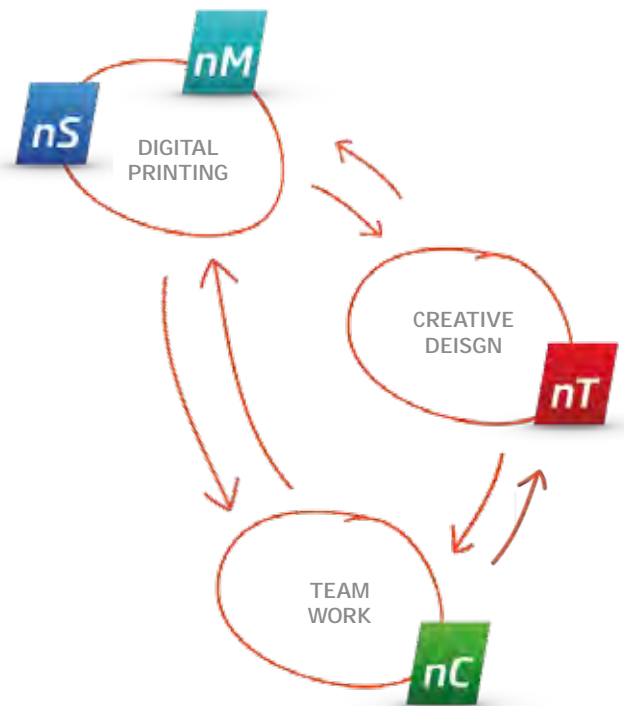 nM
nS
DIGITAL
PRINTING
CREATIVE
DEISGN
nT
TEAM
WORK
nC